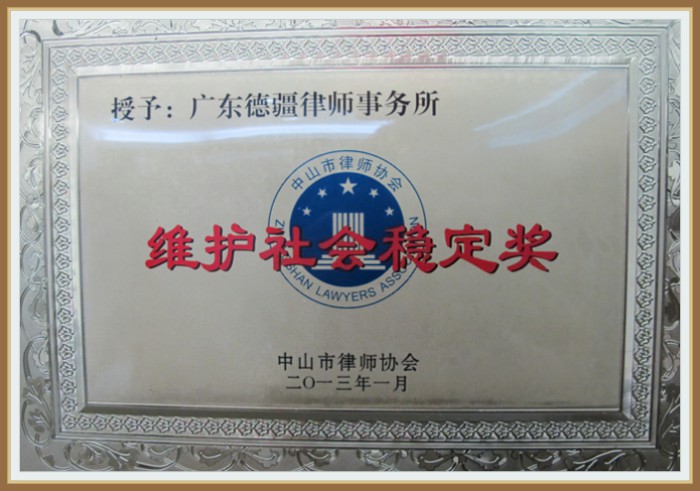 授予：广东德疆律师事务所
中山市律师协会
维护社会稳定奖
SHAN LAWYERS
中山市律师协会
二〇一三年一月